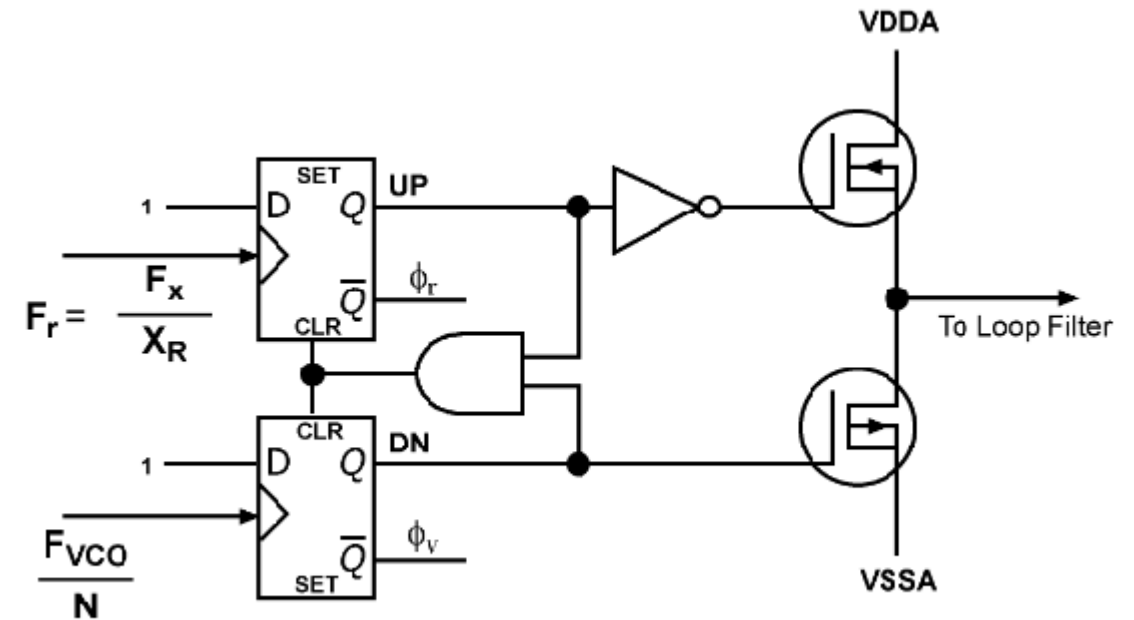 VDDA
SET
UP
1
D
Q
F_r = F_x / X_R
Q̅
ϕ_r
CLR
To Loop Filter
CLR
DN
1
D
Q
F_VCO / N
Q̅
ϕ_v
SET
VSSA